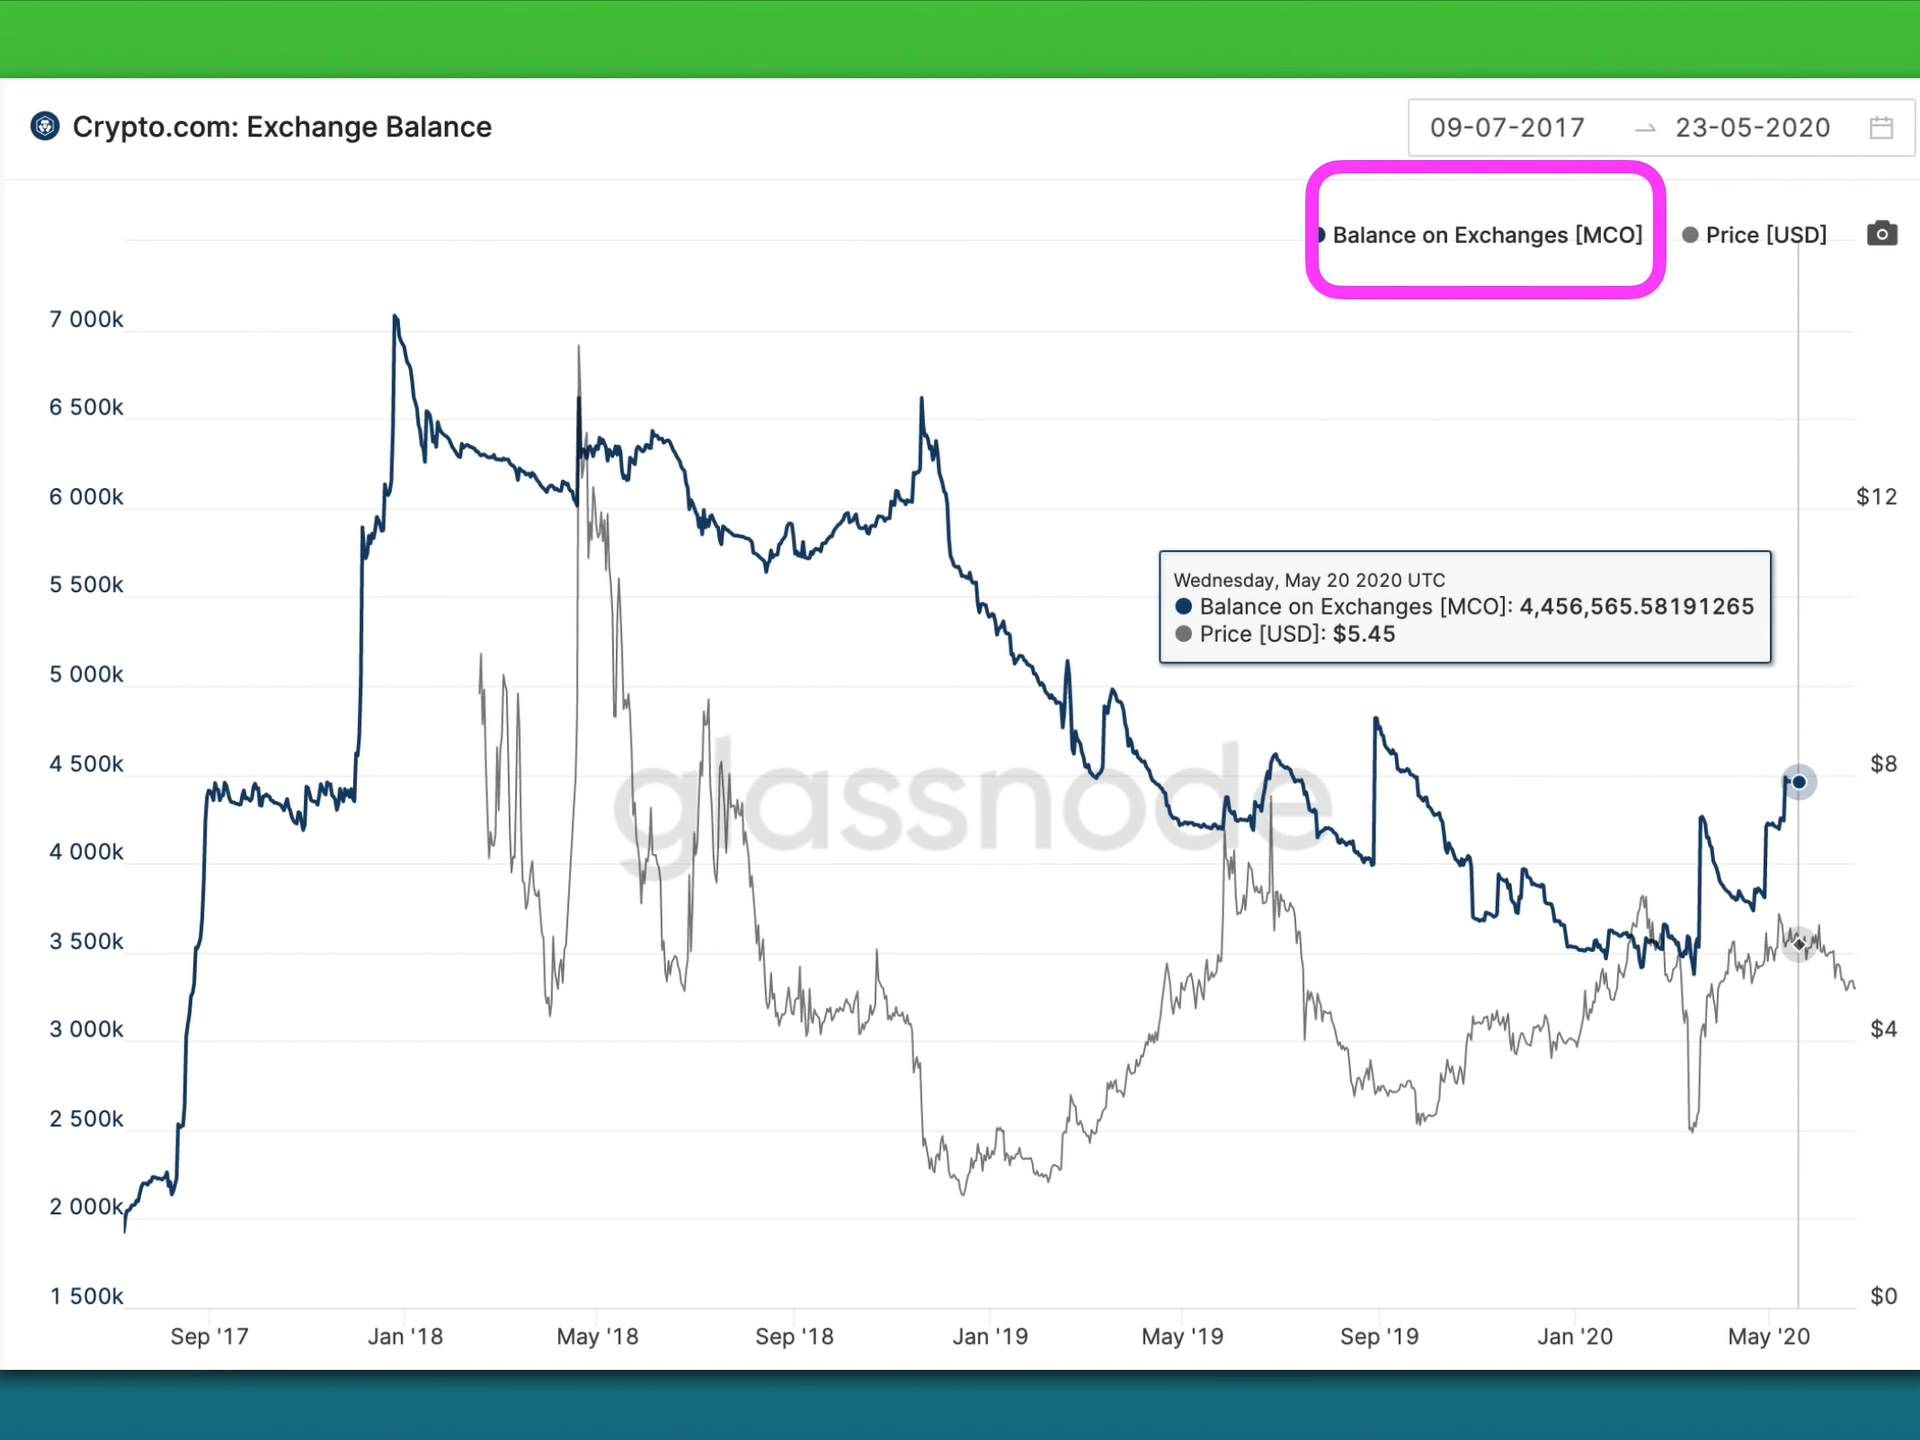 Crypto.com: Exchange Balance
09-07-2017 → 23-05-2020
Balance on Exchanges [MCO] Price [USD]
7 000k
6 500k
6 000k
5 500k
5 000k
4 500k
4 000k
3 500k
3 000k
2 500k
2 000k
1 500k
$12
$8
$4
$0
Wednesday, May 20 2020 UTC
Balance on Exchanges [MCO]: 4,456,565.58191265
Price [USD]: $5.45
glassnode
Sep '17 Jan '18 May '18 Sep '18 Jan '19 May '19 Sep '19 Jan '20 May '20